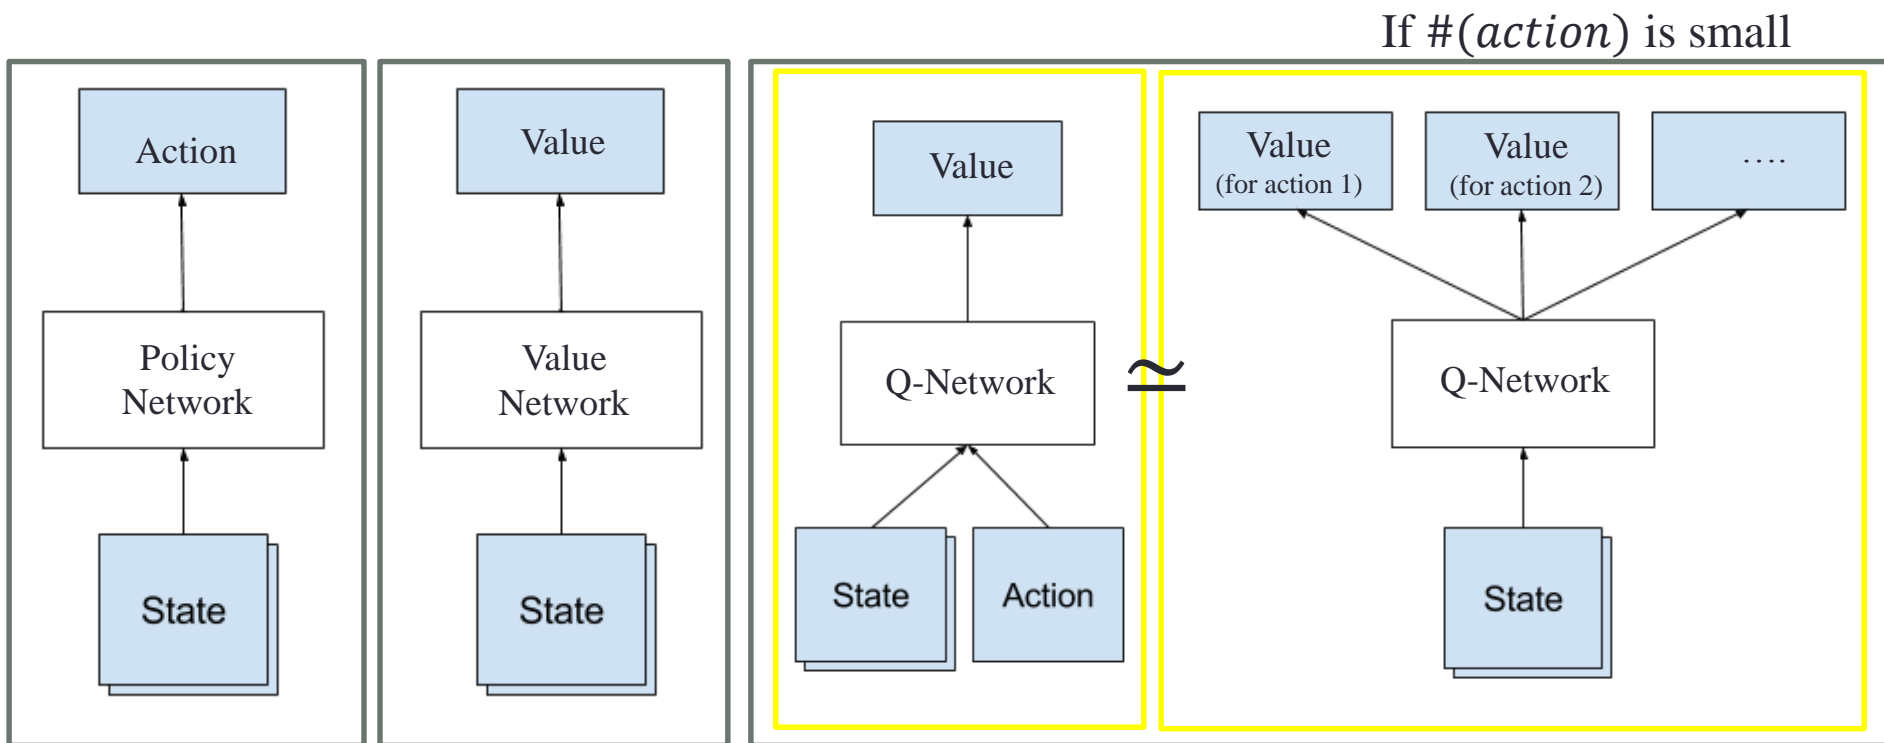 If #(action) is small
Action
Policy
Network
State
Value
Value
Network
State
Value
Q-Network
State
Action
≃
Value
(for action 1)
Value
(for action 2)
....
Q-Network
State